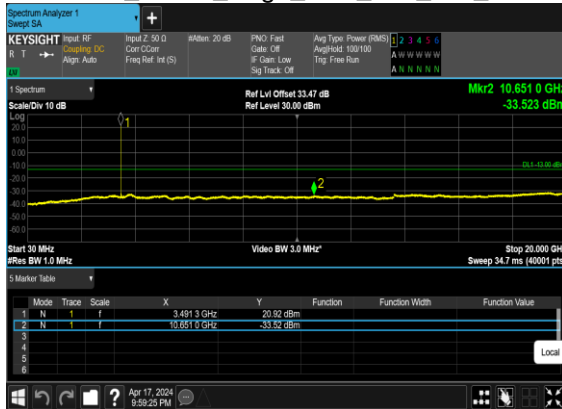 Spectrum Analyzer 1
Swept SA
+
KEYSIGHT Input: RF Input Z: 50 Ω #Atten: 20 dB PNO: Fast Avg Type: Power (RMS) 1 2 3 4 5 6
R T Coupling: DC Corr CCorr Gate: Off Avg|Hold: 100/100 A W W W W W
Align: Auto Freq Ref: Int (S) IF Gain: Low Trig: Free Run
Sig Track: Off A N N N N N
1 Spectrum Ref Lvl Offset 33.47 dB Mkr2 10.651 0 GHz
Scale/Div 10 dB Ref Level 30.00 dBm -33.523 dBm
Log
20.0 1
10.0
0.00
-10.0 DL1 -13.00 dBm
-20.0 2
-30.0
-40.0
-50.0
-60.0
Start 30 MHz Video BW 3.0 MHz* Stop 20.000 GH
#Res BW 1.0 MHz Sweep 34.7 ms (40001 pts
5 Marker Table
Mode Trace Scale X Y Function Function Width Function Value
1 N 1 f 3.491 3 GHz 20.92 dBm
2 N 1 f 10.651 0 GHz -33.52 dBm
3
4
5
6
Local
? Apr 17, 2024
9:59:25 PM